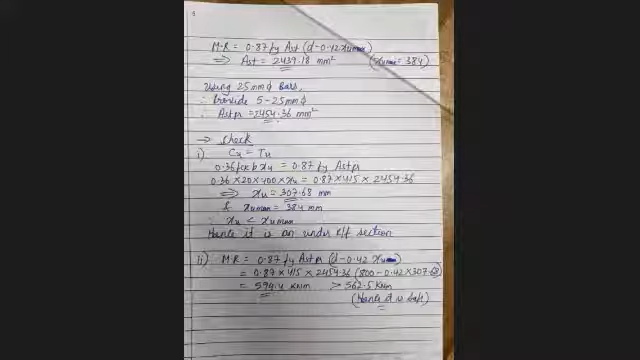 M·R = 0.87 fy Ast (d-0.42 xumax)
⇒ Ast = 2439.18 mm² (xumax = 384)
Using 25 mm ϕ Bars,
∴ Provide 5-25mm ϕ
∴ Astpr = 2454.36 mm²
→ Check
i) Cu = Tu
0.36 fck b xu = 0.87 fy Astpr
0.36 × 20 × 400 × xu = 0.87 × 415 × 2454.36
⇒ xu = 307.68 mm
& xumax = 384 mm
∴ xu < xumax
Hence it is an under R/f section
ii) M·R = 0.87 fy Astpr (d-0.42 xu)
= 0.87 × 415 × 2454.36 (800 - 0.42 × 307.68)
= 594.4 KNm > 562.5 KNm
(Hence it is safe)